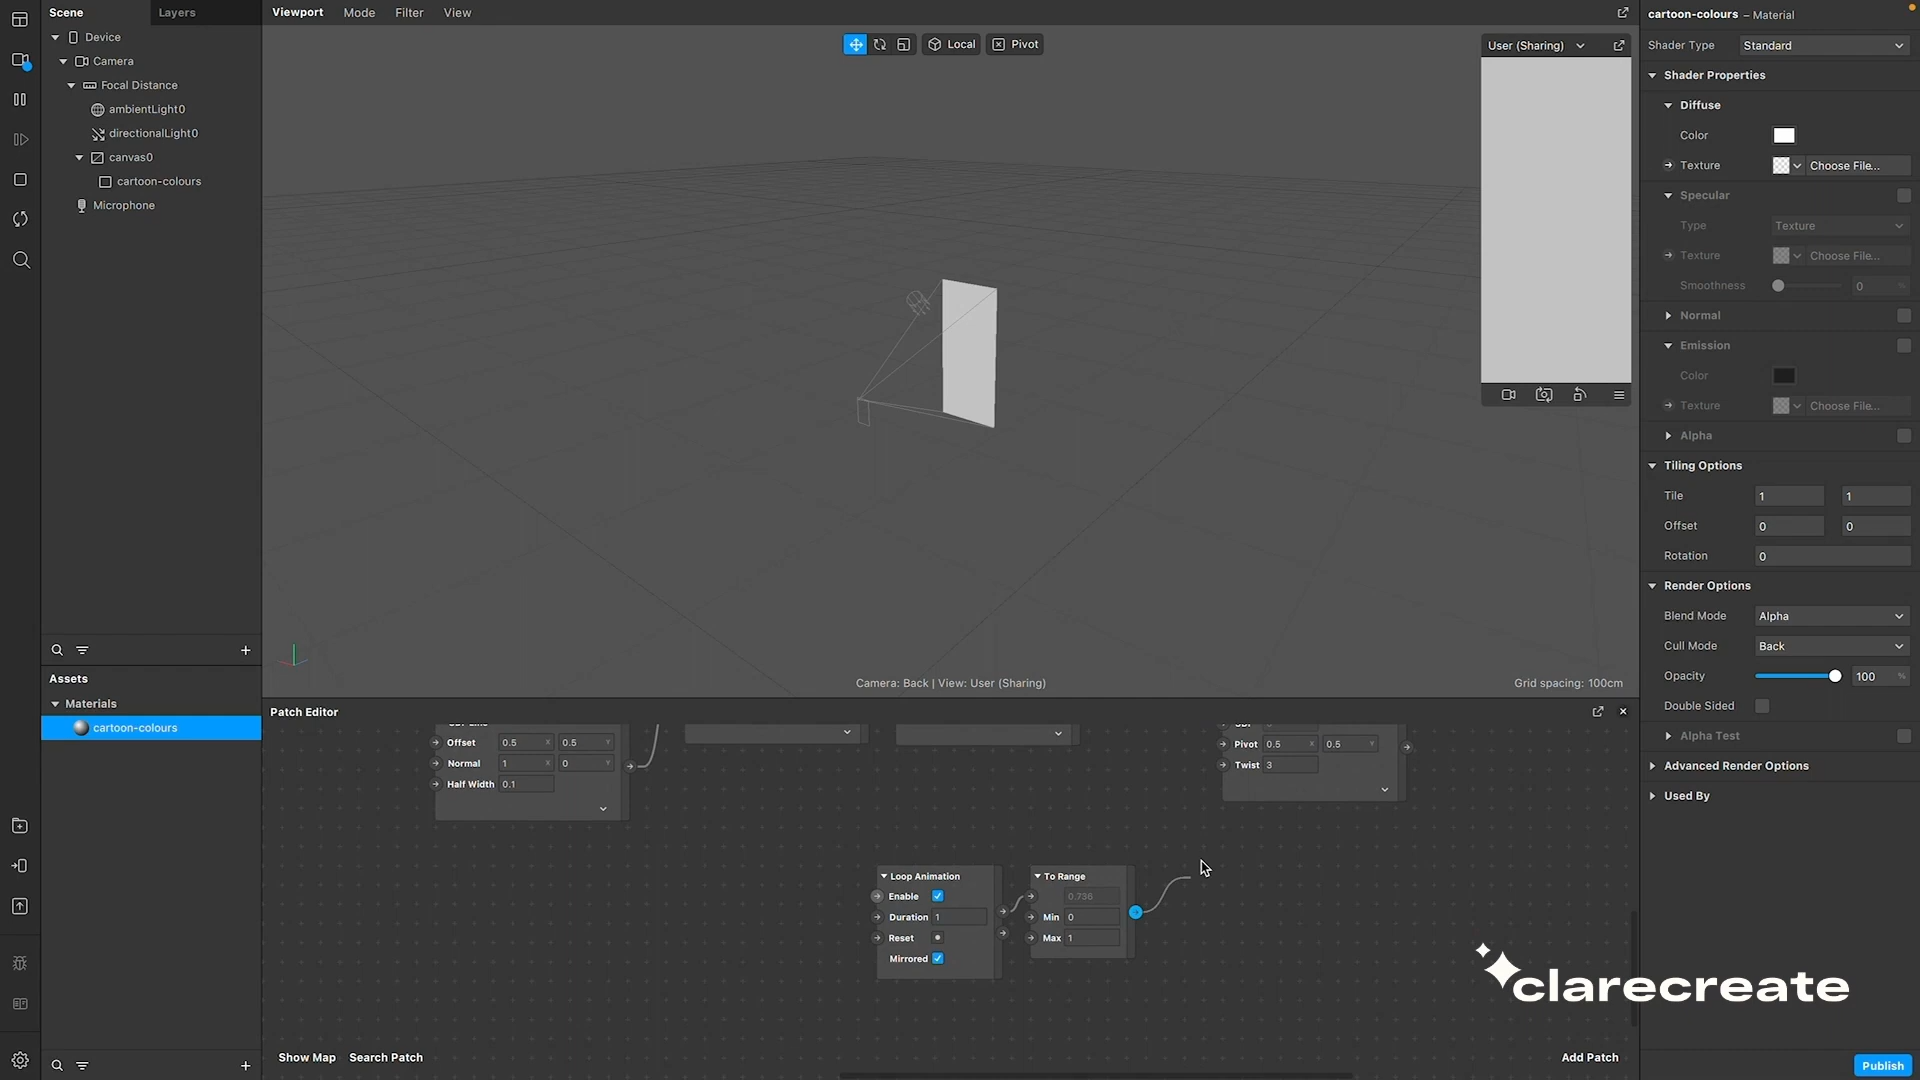 Scene
Layers
Viewport
Mode
Filter
View
cartoon-colours – Material
Device
Camera
Focal Distance
ambientLight0
directionalLight0
canvas0
cartoon-colours
Microphone
Local
Pivot
User (Sharing)
Shader Type
Standard
Shader Properties
Diffuse
Color
Texture
Choose File...
Specular
Type
Texture
Texture
Choose File...
Smoothness
0
%
Normal
Emission
Color
Texture
Choose File...
Alpha
Tiling Options
Tile
1
1
Offset
0
0
Rotation
0
Render Options
Blend Mode
Alpha
Cull Mode
Back
Opacity
100
%
Double Sided
Alpha Test
Advanced Render Options
Used By
Camera: Back | View: User (Sharing)
Grid spacing: 100cm
Assets
Materials
cartoon-colours
Patch Editor
Offset
0.5
X
0.5
Y
Normal
1
X
0
Y
Half Width
0.1
Pivot
0.5
X
0.5
Y
Twist
3
Loop Animation
Enable
Duration
1
Reset
Mirrored
To Range
0.736
Min
0
Max
1
clarecreate
Show Map
Search Patch
Add Patch
Publish